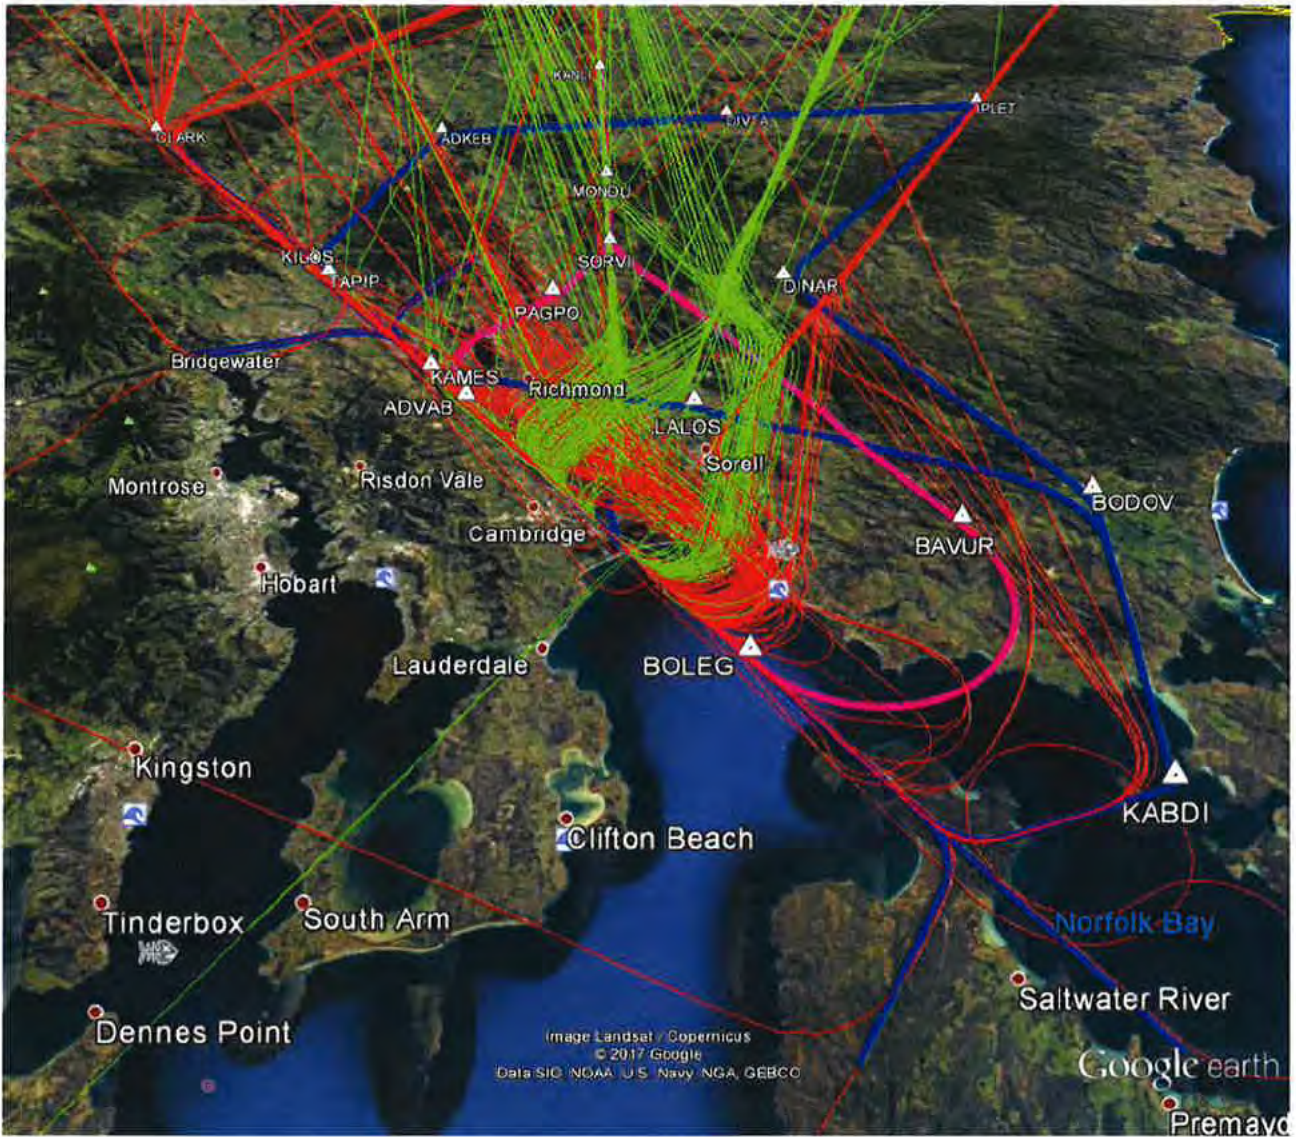 KANLI
CLARK
ADKEB
DIVTA
IPLET
MONOU
KILOS
TAPIP
SORVI
DINAR
PAGPO
Bridgewater
KAMES
Richmond
ADVAB
LALOS
Sorell
Montrose
Risdon Vale
BODOV
Cambridge
BAVUR
Hobart
Lauderdale
BOLEG
Kingston
KABDI
Clifton Beach
Tinderbox
South Arm
Norfolk Bay
Saltwater River
Dennes Point
Image Landsat / Copernicus
© 2017 Google
Data SIO, NOAA, U.S. Navy, NGA, GEBCO
Google earth
Premayd